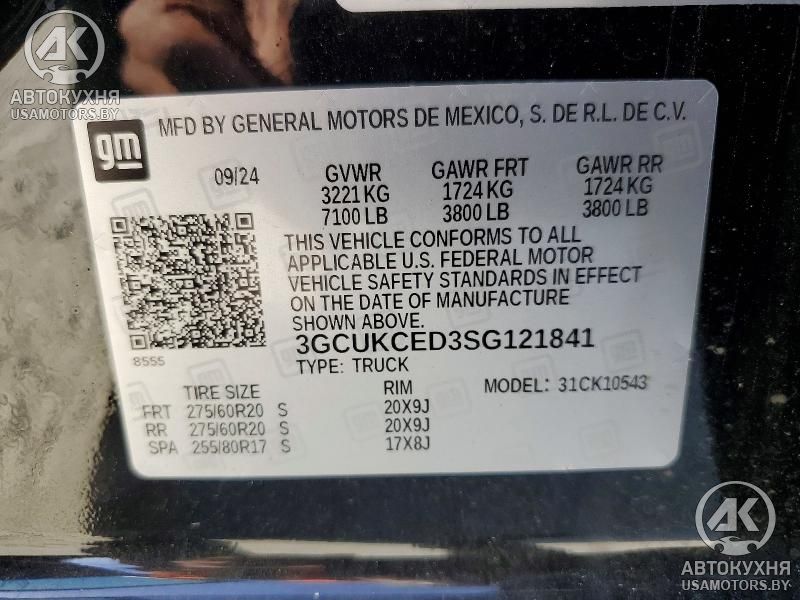 AK
АВТОКУХНЯ
USAMOTORS.BY
gm
MFD BY GENERAL MOTORS DE MEXICO, S. DE R.L. DE C.V.
09/24 GVWR GAWR FRT GAWR RR
3221 KG 1724 KG 1724 KG
7100 LB 3800 LB 3800 LB
THIS VEHICLE CONFORMS TO ALL
APPLICABLE U.S. FEDERAL MOTOR
VEHICLE SAFETY STANDARDS IN EFFECT
ON THE DATE OF MANUFACTURE
SHOWN ABOVE.
3GCUKCED3SG121841
8555
TYPE: TRUCK
TIRE SIZE RIM MODEL: 31CK10543
FRT 275/60R20 S 20X9J
RR 275/60R20 S 20X9J
SPA 255/80R17 S 17X8J
AK
АВТОКУХНЯ
USAMOTORS.BY